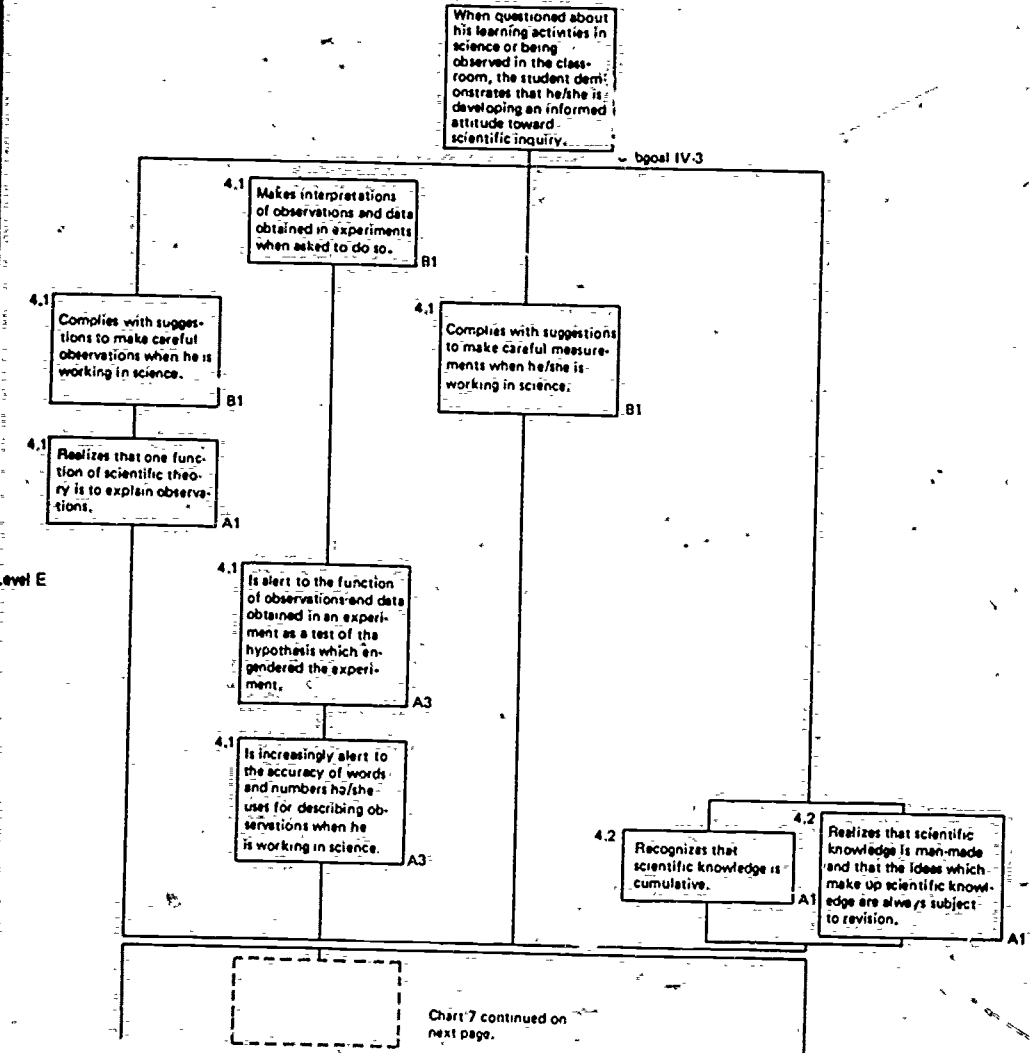 When questioned about
his learning activities in
science or being
observed in the class-
room, the student dem-
onstrates that he/she is
developing an informed
attitude toward
scientific inquiry.
bgoal IV-3
4.1
Makes interpretations
of observations and data
obtained in experiments
when asked to do so.
B1
4.1
Complies with sugges-
tions to make careful
observations when he is
working in science.
B1
4.1
Complies with suggestions
to make careful measure-
ments when he/she is
working in science.
B1
4.1
Realizes that one func-
tion of scientific theo-
ry is to explain observa-
tions.
A1
evel E
4.1
Is alert to the function
of observations and data
obtained in an experi-
ment as a test of the
hypothesis which en-
gendered the experi-
ment.
A3
4.1
Is increasingly alert to
the accuracy of words
and numbers he/she
uses for describing ob-
servations when he
is working in science.
A3
4.2
Recognizes that
scientific knowledge is
cumulative.
A1
4.2
Realizes that scientific
knowledge is man-made
and that the ideas which
make up scientific knowl-
edge are always subject
to revision.
A1
Chart 7 continued on
next page.